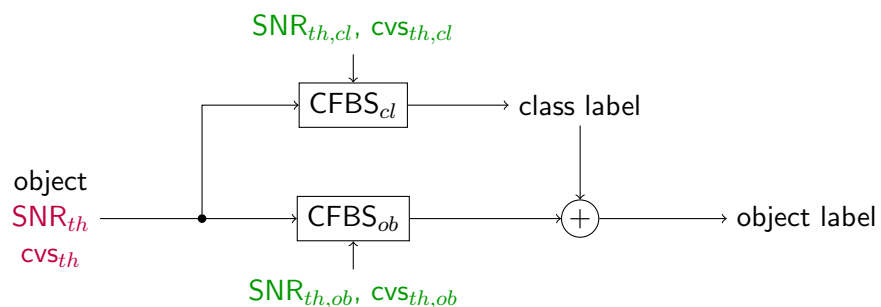 SNR_{th,cl}, cvs_{th,cl}
CFBS_{cl}
class label
object
SNR_{th}
cvs_{th}
CFBS_{ob}
+
object label
SNR_{th,ob}, cvs_{th,ob}